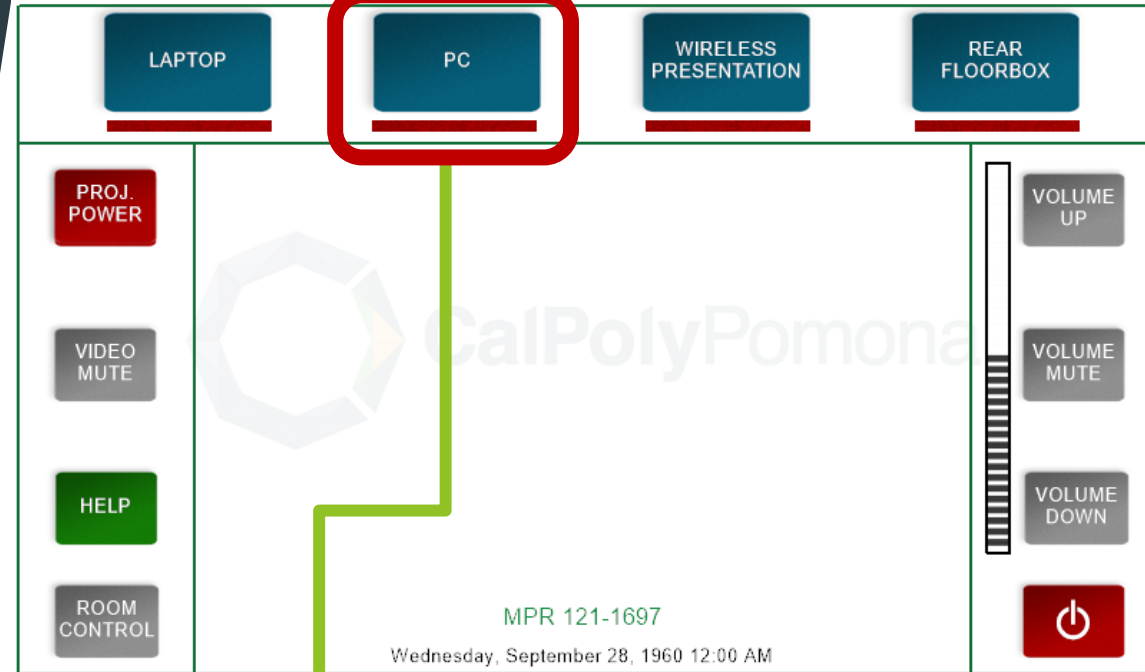 LAPTOP
PC
WIRELESS
PRESENTATION
REAR
FLOORBOX
PROJ.
POWER
VIDEO
MUTE
HELP
ROOM
CONTROL
CalPolyPomona
MPR 121-1697
Wednesday, September 28, 1960 12:00 AM
VOLUME
UP
VOLUME
MUTE
VOLUME
DOWN